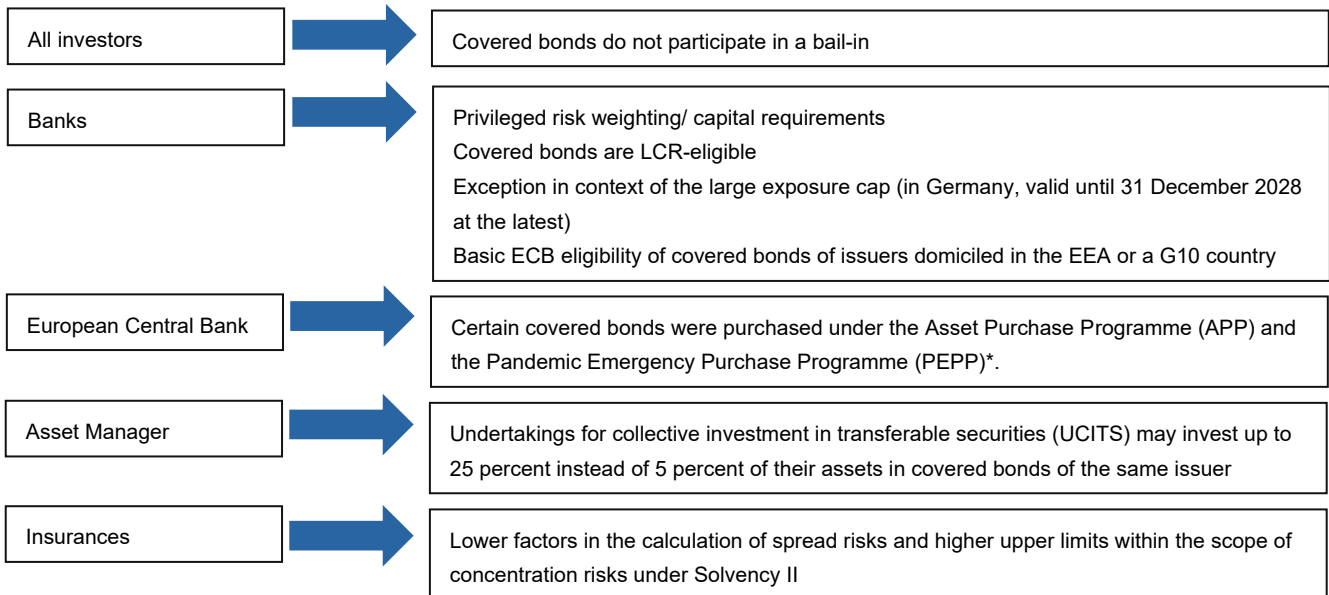 All investors
Covered bonds do not participate in a bail-in
Banks
Privileged risk weighting/ capital requirements
Covered bonds are LCR-eligible
Exception in context of the large exposure cap (in Germany, valid until 31 December 2028
at the latest)
Basic ECB eligibility of covered bonds of issuers domiciled in the EEA or a G10 country
European Central Bank
Certain covered bonds were purchased under the Asset Purchase Programme (APP) and
the Pandemic Emergency Purchase Programme (PEPP)*.
Asset Manager
Undertakings for collective investment in transferable securities (UCITS) may invest up to
25 percent instead of 5 percent of their assets in covered bonds of the same issuer
Insurances
Lower factors in the calculation of spread risks and higher upper limits within the scope of
concentration risks under Solvency II